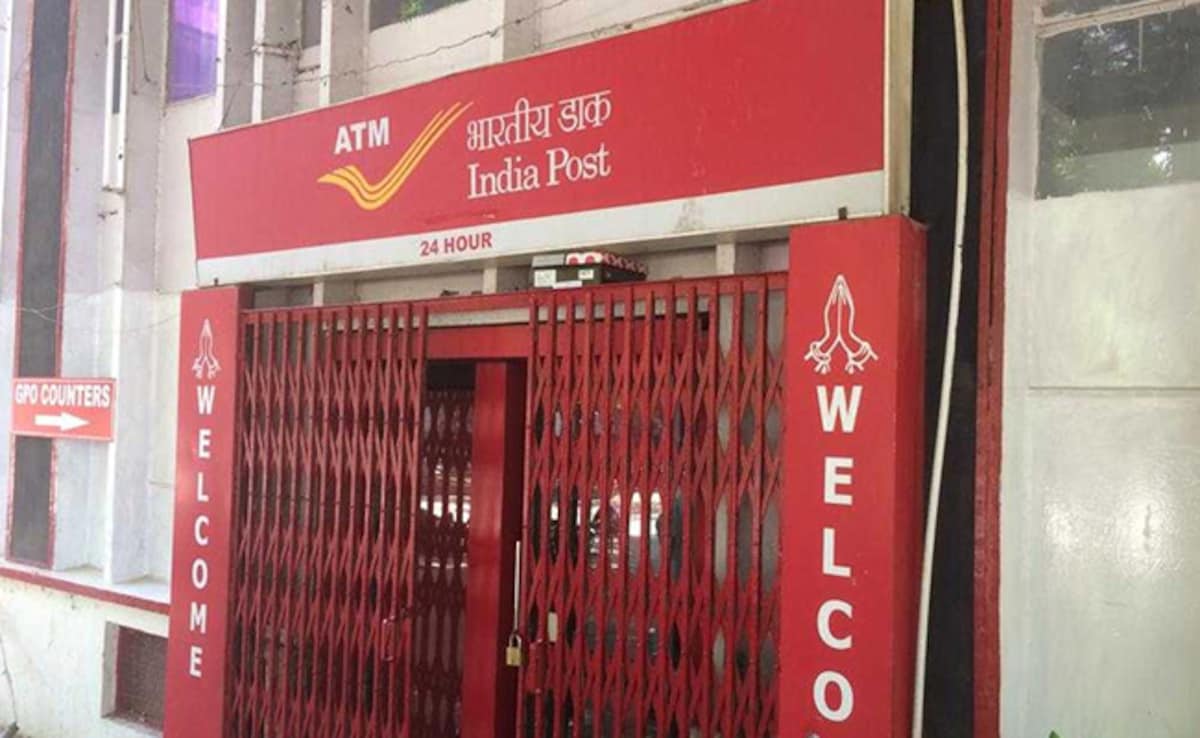 ATM
भारतीय डाक
India Post
24 HOUR
GPO COUNTERS
WELCOME
WELCO